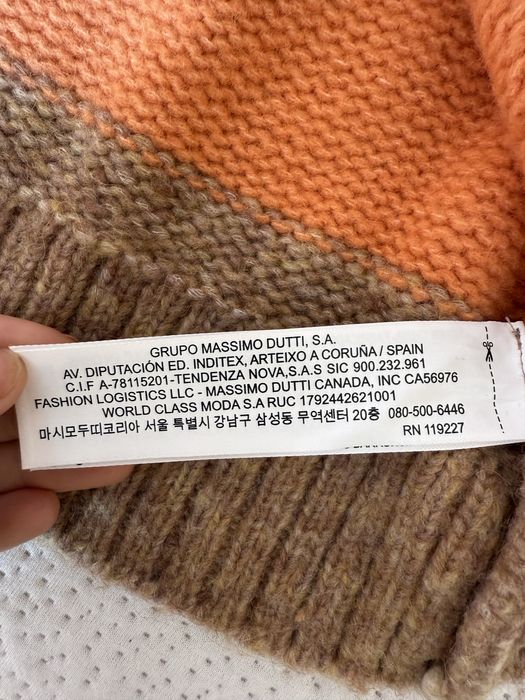 GRUPO MASSIMO DUTTI, S.A.
AV. DIPUTACIÓN ED. INDITEX, ARTEIXO A CORUÑA / SPAIN
C.I.F A-78115201-TENDENZA NOVA,S.A.S SIC 900.232.961
FASHION LOGISTICS LLC - MASSIMO DUTTI CANADA, INC CA56976
WORLD CLASS MODA S.A RUC 1792442621001
마시모두띠코리아 서울 특별시 강남구 삼성동 무역센터 20층 080-500-6446
RN 119227